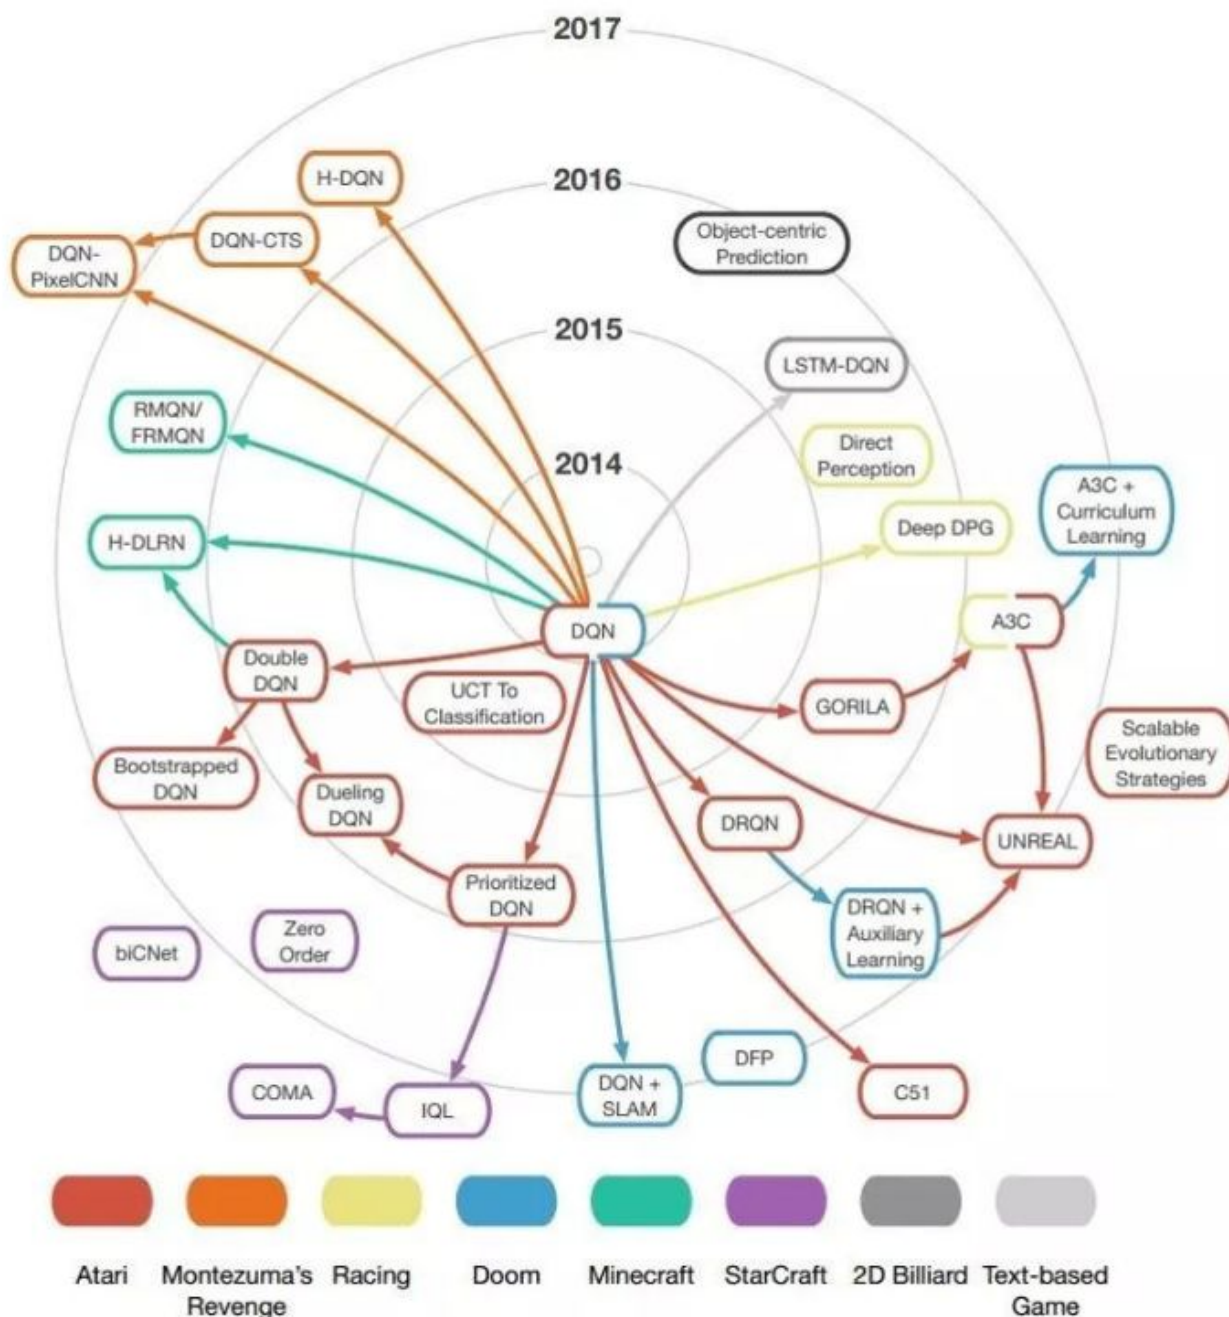 2017
2016
H-DQN
DQN-CTS
Object-centric
Prediction
DQN-
PixelCNN
2015
LSTM-DQN
RMQN/
FRMQN
Direct
Perception
2014
A3C +
Curriculum
Learning
Deep DPG
H-DLRN
DQN
A3C
Double
DQN
UCT To
Classification
GORILA
Scalable
Evolutionary
Strategies
Bootstrapped
DQN
Dueling
DQN
DRQN
UNREAL
Prioritized
DQN
DRQN +
Auxiliary
Learning
biCNet
Zero
Order
DFP
COMA
IQL
DQN +
SLAM
C51
Atari
Montezuma's
Revenge
Racing
Doom
Minecraft
StarCraft
2D Billiard
Text-based
Game